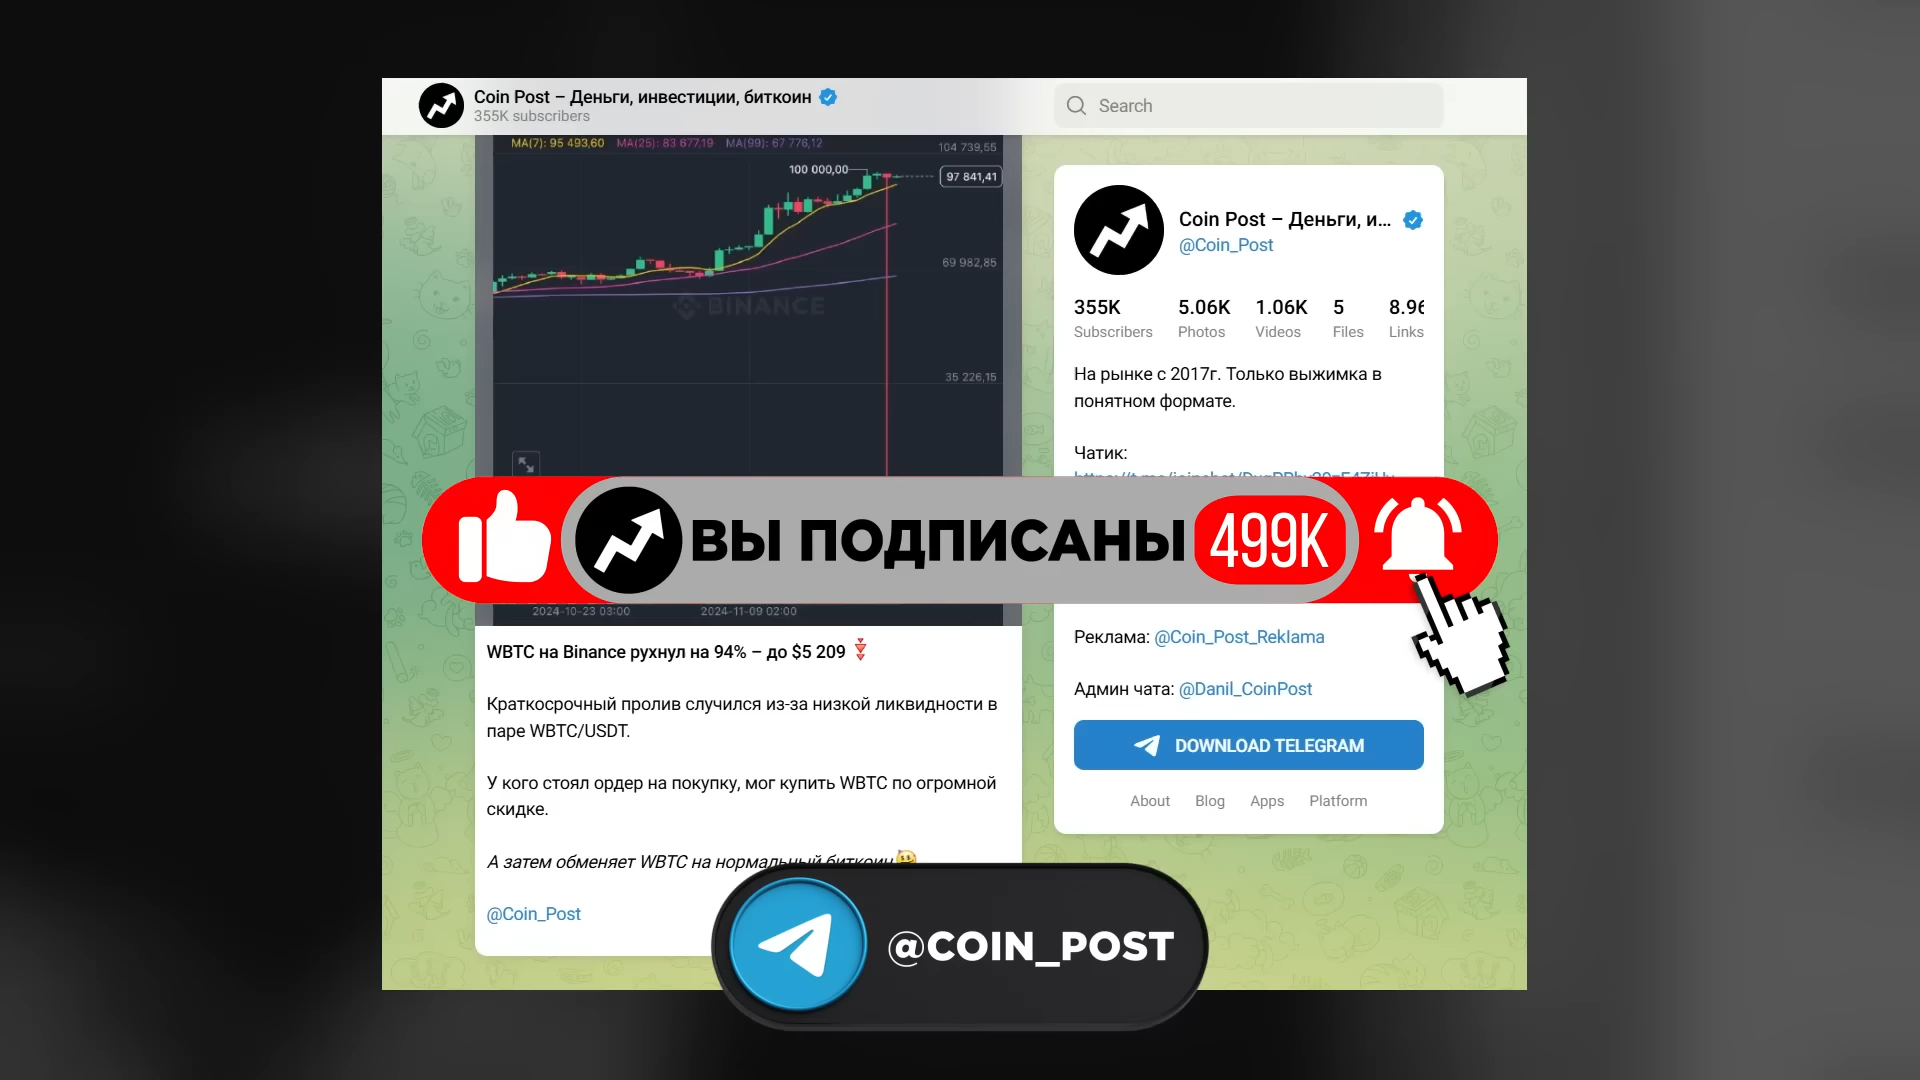 Coin Post – Деньги, инвестиции, биткоин
355K subscribers
Search
MA(7): 95 493,60 MA(25): 83 677,19 MA(99): 67 776,12
104 739,55
100 000,00
97 841,41
69 982,85
BINANCE
35 226,15
2024-10-23 03:00 2024-11-09 02:00
Coin Post – Деньги, и...
@Coin_Post
355K 5.06K 1.06K 5
Subscribers Photos Videos Files Links
На рынке с 2017г. Только выжимка в
понятном формате.
Чатик:
ВЫ ПОДПИСАНЫ 499K
WBTC на Binance рухнул на 94% – до $5 209
Краткосрочный пролив случился из-за низкой ликвидности в
паре WBTC/USDT.
У кого стоял ордер на покупку, мог купить WBTC по огромной
скидке.
А затем обменяет WBTC на нормальный биткоин
@Coin_Post
Реклама: @Coin_Post_Reklama
Админ чата: @Danil_CoinPost
DOWNLOAD TELEGRAM
About Blog Apps Platform
@COIN_POST